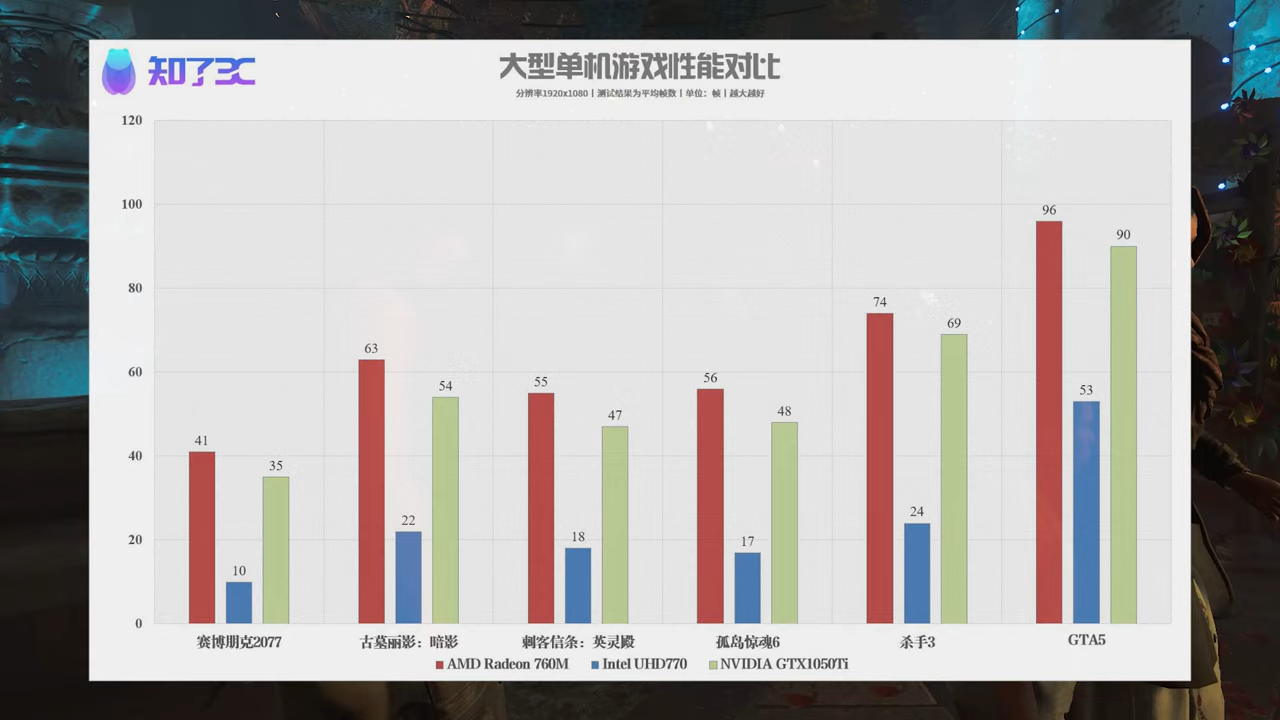 知了3C
大型单机游戏性能对比
分辨率1920x1080丨测试结果为平均帧数丨单位：帧丨越大越好
120
100
80
60
40
20
0
41
10
35
63
22
54
55
18
47
56
17
48
74
24
69
96
53
90
赛博朋克2077
古墓丽影：暗影
刺客信条：英灵殿
孤岛惊魂6
杀手3
GTA5
AMD Radeon 760M
Intel UHD770
NVIDIA GTX1050Ti